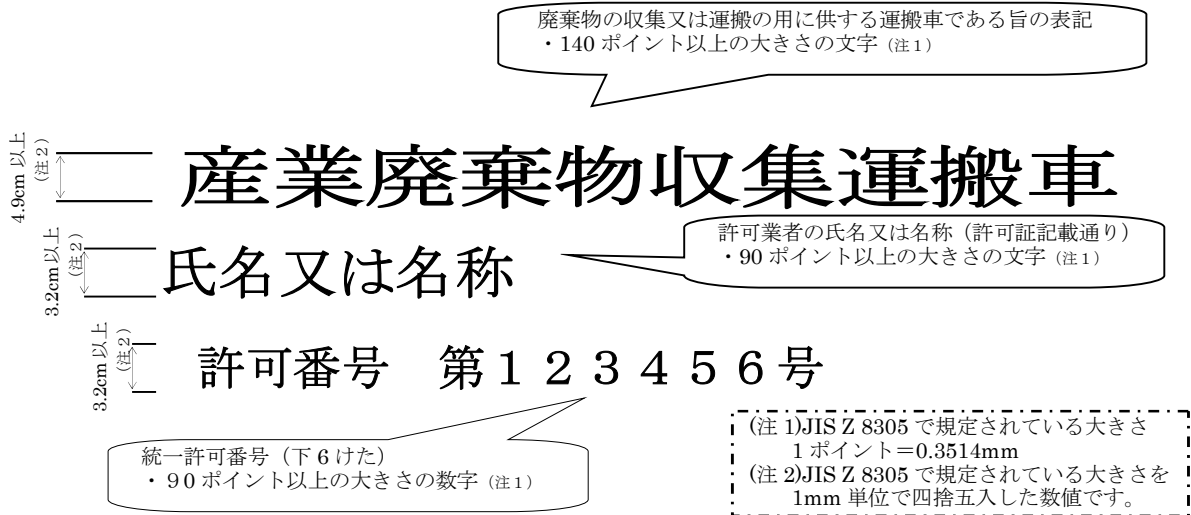 廃棄物の収集又は運搬の用に供する運搬車である旨の表記
・140 ポイント以上の大きさの文字（注１）
4.9cm 以上
（注２）
産業廃棄物収集運搬車
許可業者の氏名又は名称（許可証記載通り）
・90 ポイント以上の大きさの文字（注１）
3.2cm 以上
（注２）
氏名又は名称
3.2cm 以上
（注２）
許可番号　第１２３４５６号
統一許可番号（下 6 けた）
・９0 ポイント以上の大きさの数字（注１）
(注 1)JIS Z 8305 で規定されている大きさ
1 ポイント＝0.3514mm
(注 2)JIS Z 8305 で規定されている大きさを
1mm 単位で四捨五入した数値です。